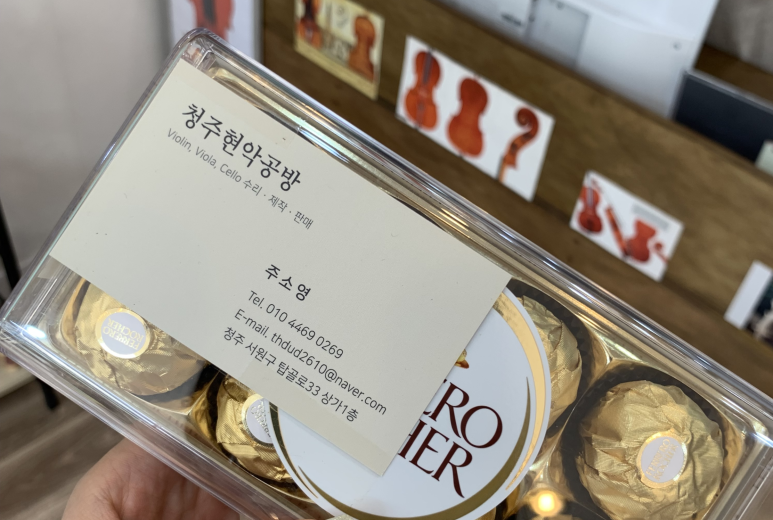 청주현악공방
Violin, Viola, Cello 수리 · 제작 · 판매
주소영
Tel. 010 4469 0269
E-mail. thdud2610@naver.com
청주 서원구 탑골로33 상가1층
ERO
HER